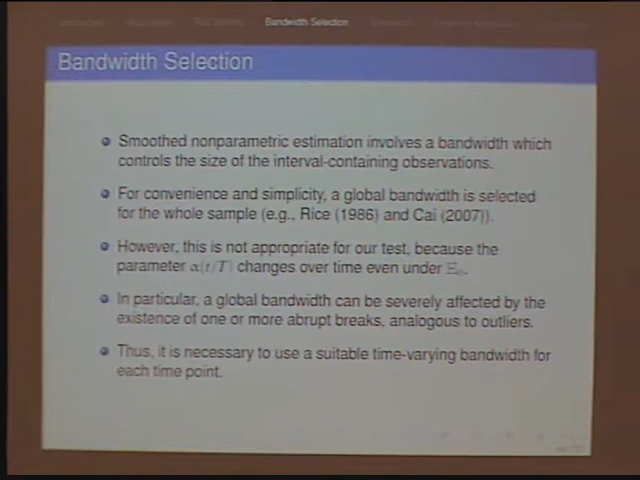 Bandwidth Selection
Bandwidth Selection
Smoothed nonparametric estimation involves a bandwidth which
controls the size of the interval-containing observations.
For convenience and simplicity, a global bandwidth is selected
for the whole sample (e.g., Rice (1986) and Cai (2007)).
However, this is not appropriate for our test, because the
parameter α(t/T) changes over time even under
In particular, a global bandwidth can be severely affected by the
existence of one or more abrupt breaks, analogous to outliers.
Thus, it is necessary to use a suitable time-varying bandwidth for
each time point.